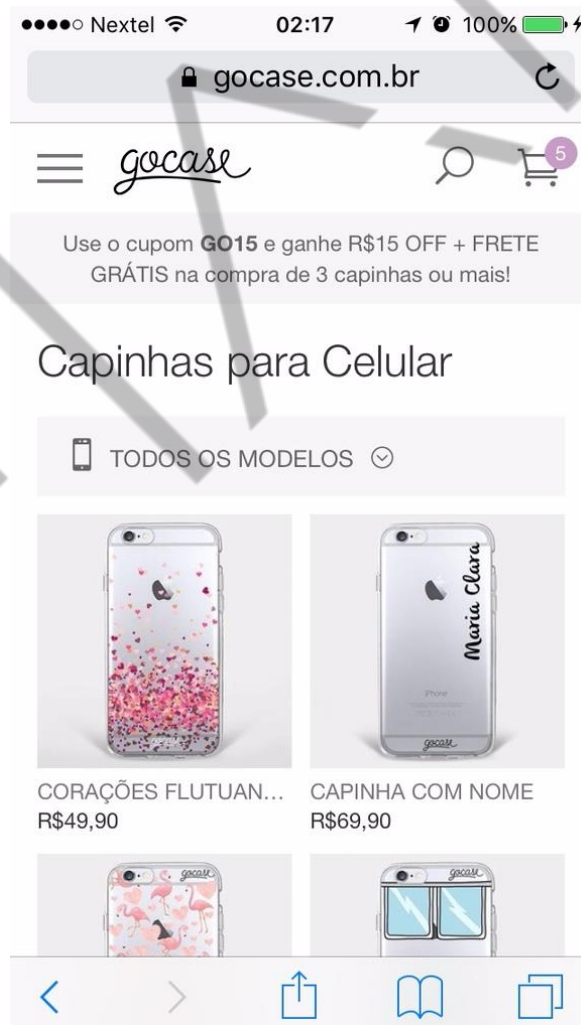 Nextel 02:17 100%
gocase.com.br
gocase 5
Use o cupom GO15 e ganhe R$15 OFF + FRETE
GRÁTIS na compra de 3 capinhas ou mais!
Capinhas para Celular
TODOS OS MODELOS
Maria Clara
iPhone
gocase gocase
CORAÇÕES FLUTUAN... CAPINHA COM NOME
R$49,90 R$69,90
gocase gocase